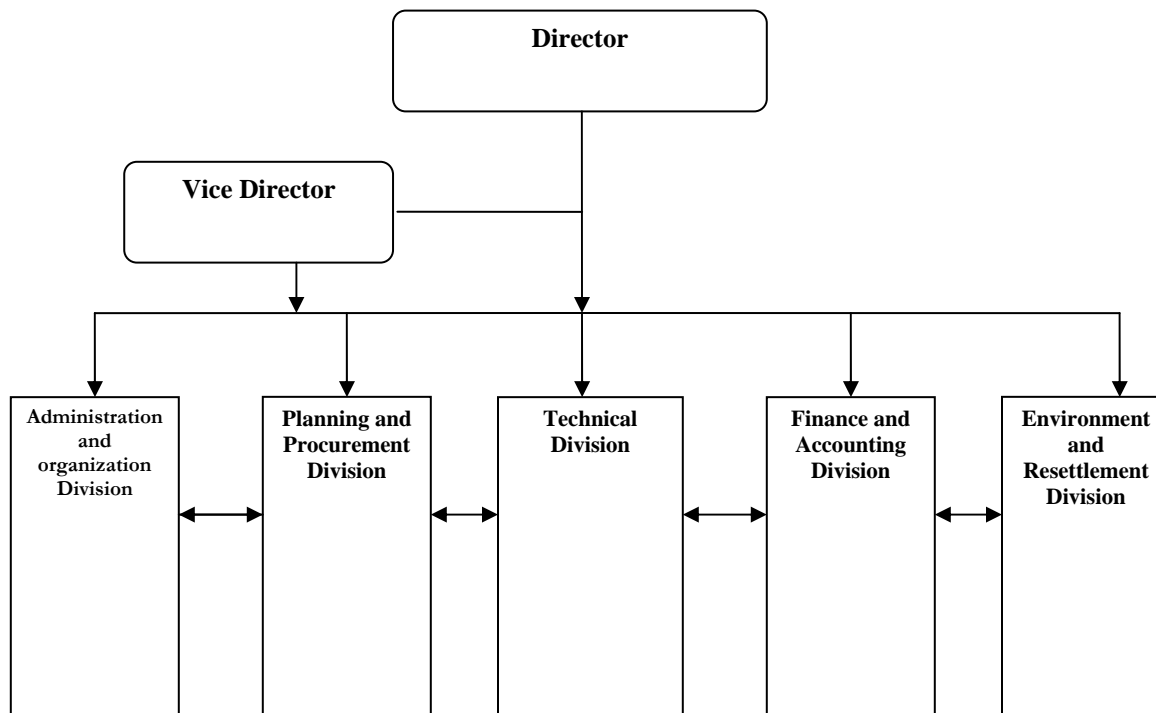 Director
Vice Director
Administration
and
organization
Division
Planning and
Procurement
Division
Technical
Division
Finance and
Accounting
Division
Environment
and
Resettlement
Division